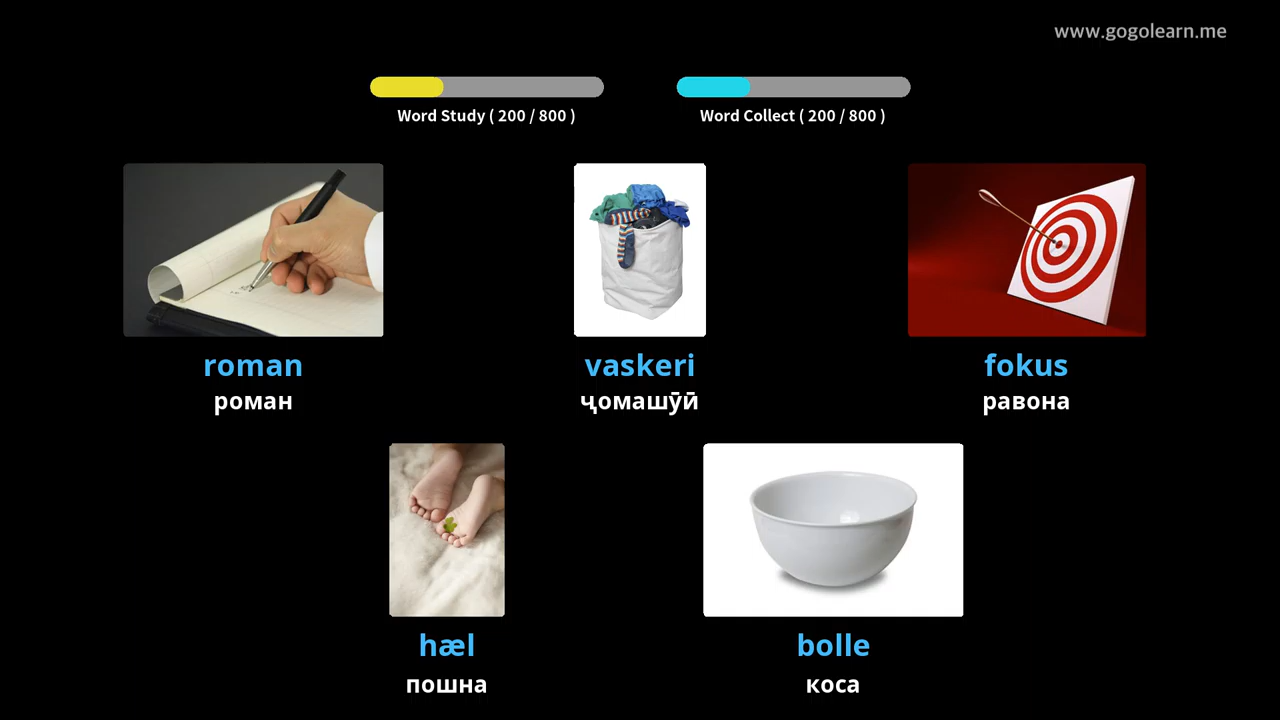 www.gogolearn.me
Word Study ( 200 / 800 )
Word Collect ( 200 / 800 )
roman
vaskeri
fokus
роман
ҷомашӯӣ
равона
hæl
bolle
пошна
коса